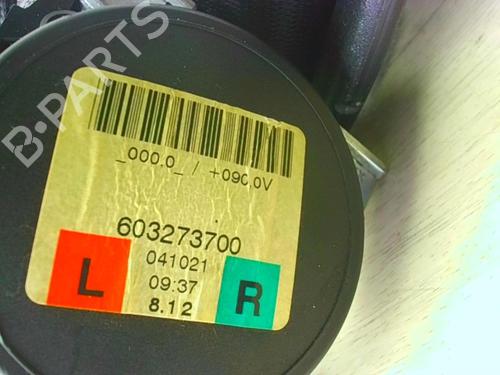 B-PARTS
_000.0_ / +090.0V
603273700
041021
09:37
8.12
L
R